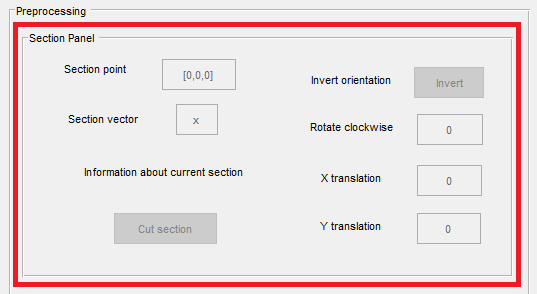 Preprocessing
Section Panel
Section point [0,0,0]
Invert orientation Invert
Section vector x
Rotate clockwise 0
Information about current section
X translation 0
Cut section
Y translation 0